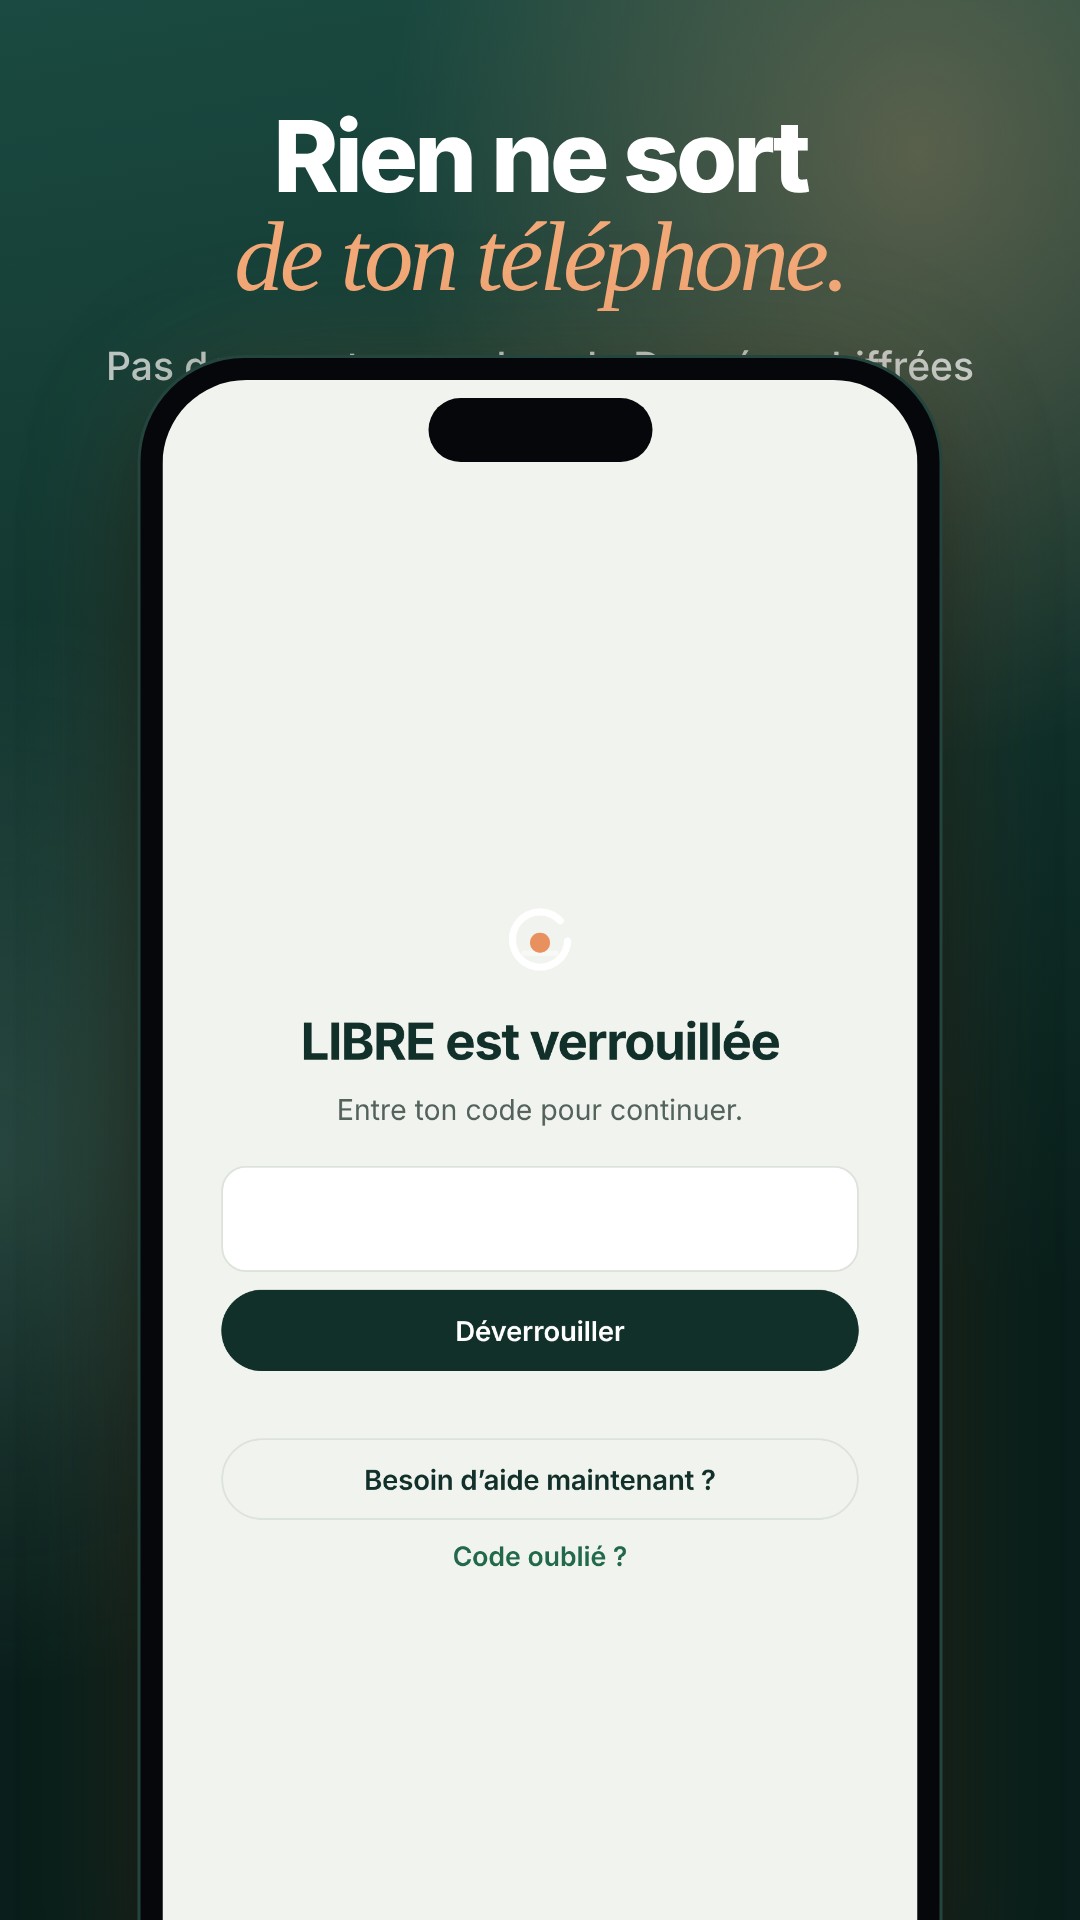 Rien ne sort
de ton téléphone.
Pas
LIBRE est verrouillée
Entre ton code pour continuer.
Déverrouiller
Besoin d’aide maintenant ?
Code oublié ?